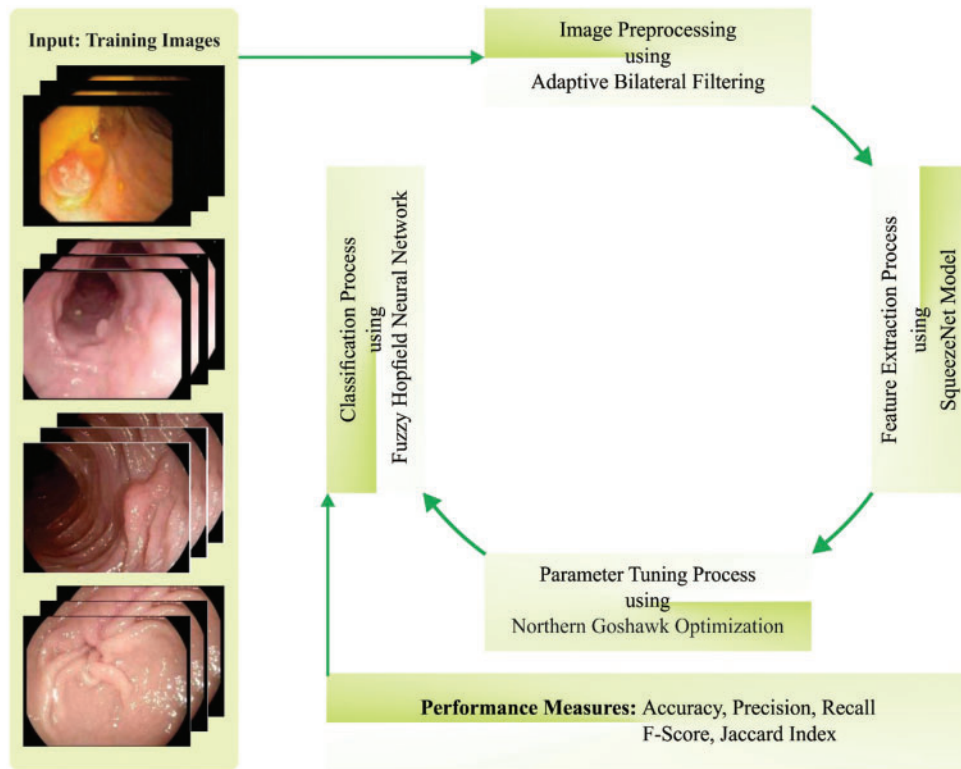 Input: Training Images
Image Preprocessing
using
Adaptive Bilateral Filtering
Feature Extraction Process
using
SqueezeNet Model
Parameter Tuning Process
using
Northern Goshawk Optimization
Classification Process
using
Fuzzy Hopfield Neural Network
Performance Measures: Accuracy, Precision, Recall
F-Score, Jaccard Index